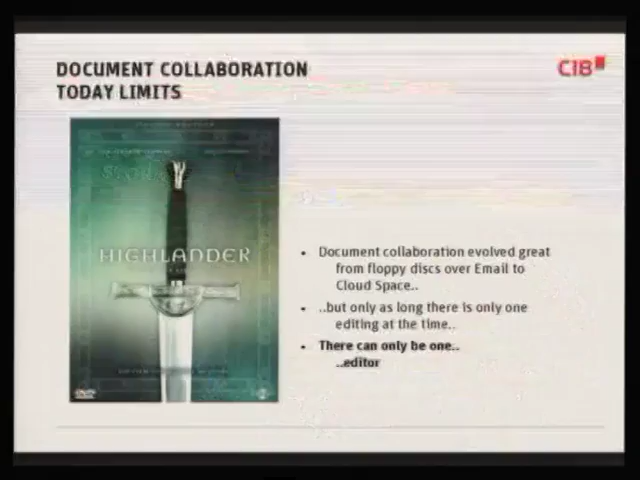 DOCUMENT COLLABORATION
TODAY LIMITS
CIB
HIGHLANDER
• Document collaboration evolved great
from floppy discs over Email to
Cloud Space..
• ..but only as long there is only one
editing at the time..
• There can only be one..
..editor